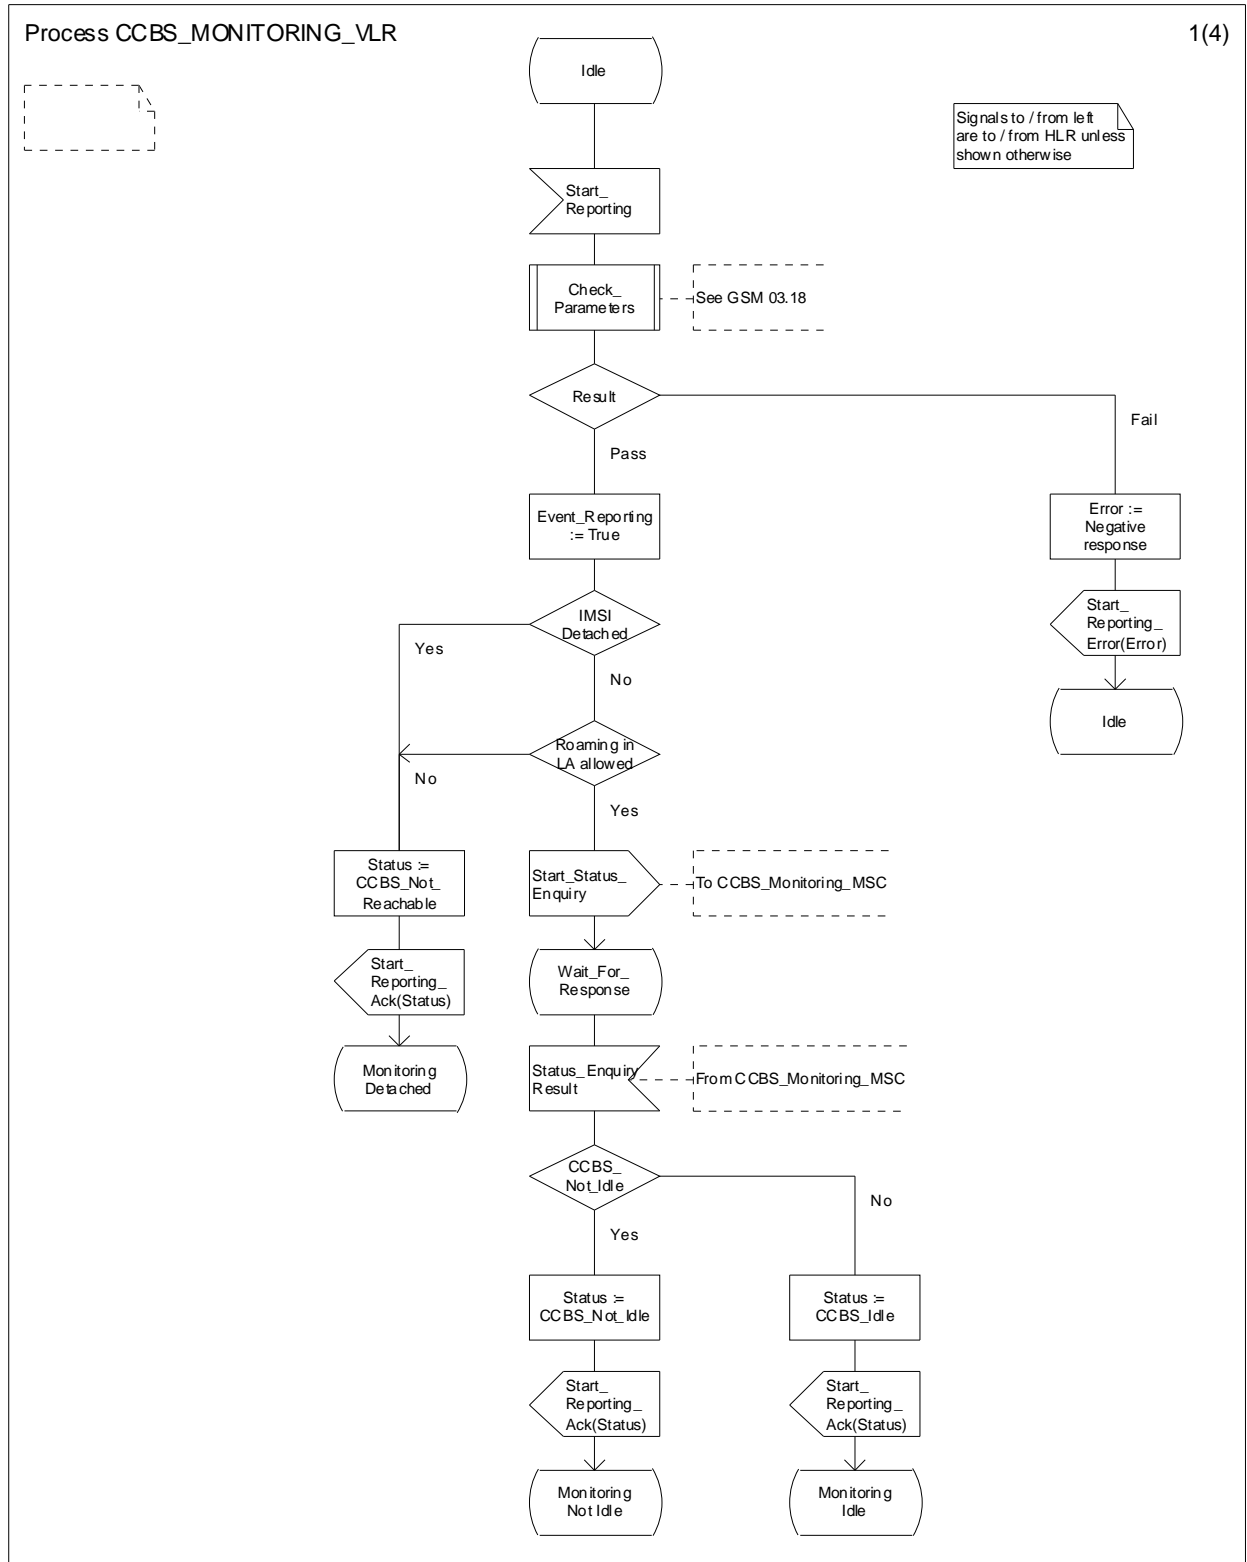 Process CCBS_MONITORING_VLR
1(4)
Idle
Signals to / from left
are to / from HLR unless
shown otherwise
Start_
Reporting
Check_
Parameters
See GSM 03.18
Result
Fail
Pass
Event_Reporting
:= True
Error :=
Negative
response
IMSI
Detached
Yes
No
Start_
Reporting_
Error(Error)
Idle
Roaming in
LA allowed
No
Yes
Status :=
CCBS_Not_
Reachable
Start_Status_
Enquiry
To CCBS_Monitoring_MSC
Start_
Reporting_
Ack(Status)
Wait_For_
Response
Monitoring
Detached
Status_Enquiry
Result
From CCBS_Monitoring_MSC
CCBS_
Not_Idle
No
Yes
Status :=
CCBS_Not_Idle
Status :=
CCBS_Idle
Start_
Reporting_
Ack(Status)
Start_
Reporting_
Ack(Status)
Monitoring
Not Idle
Monitoring
Idle